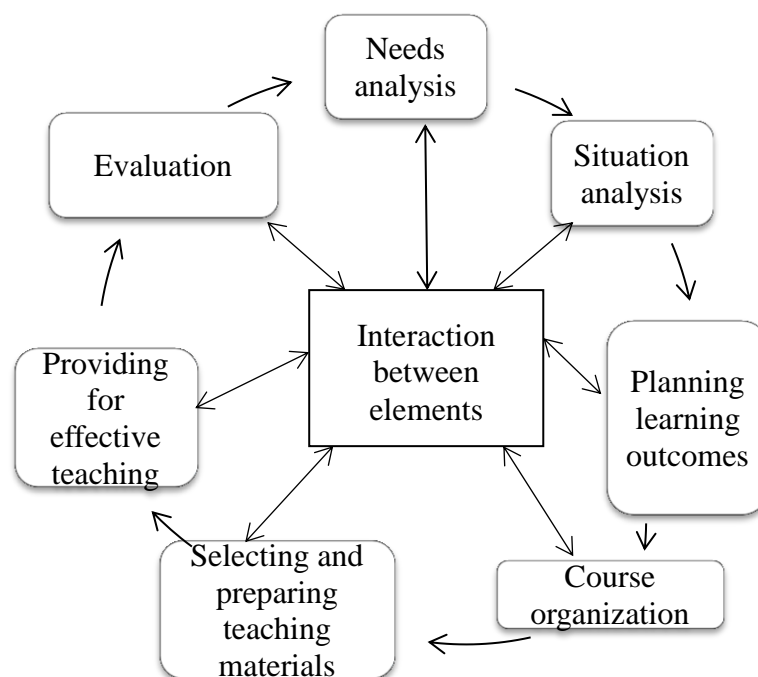 Needs
analysis
Situation
analysis
Evaluation
Interaction
between
elements
Planning
learning
outcomes
Providing
for
effective
teaching
Course
organization
Selecting and
preparing
teaching
materials